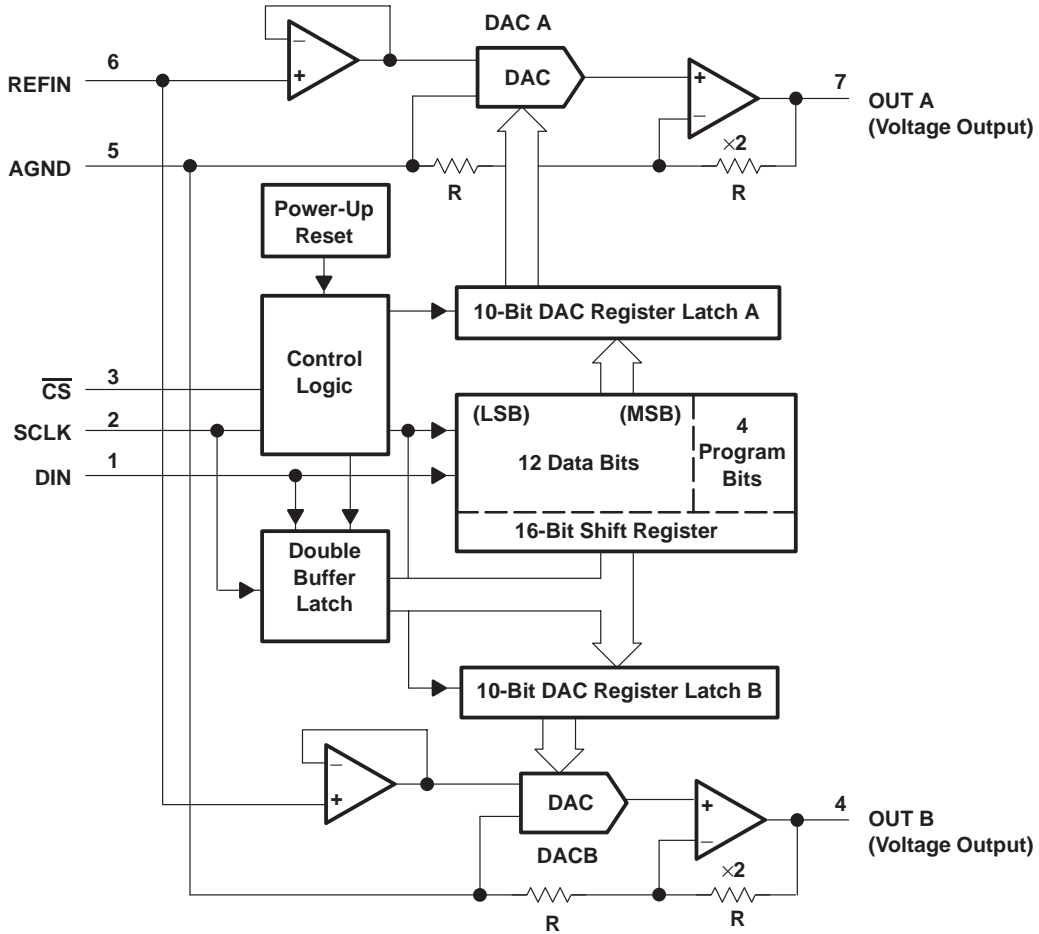 DAC A
6
REFIN
−
+
DAC
+
−
7
OUT A
(Voltage Output)
5
AGND
R
×2
R
Power-Up
Reset
10-Bit DAC Register Latch A
Control
Logic
3
CS
2
SCLK
1
DIN
(LSB)
(MSB)
12 Data Bits
4
Program
Bits
16-Bit Shift Register
Double
Buffer
Latch
10-Bit DAC Register Latch B
−
+
DAC
DACB
+
−
4
OUT B
(Voltage Output)
R
×2
R